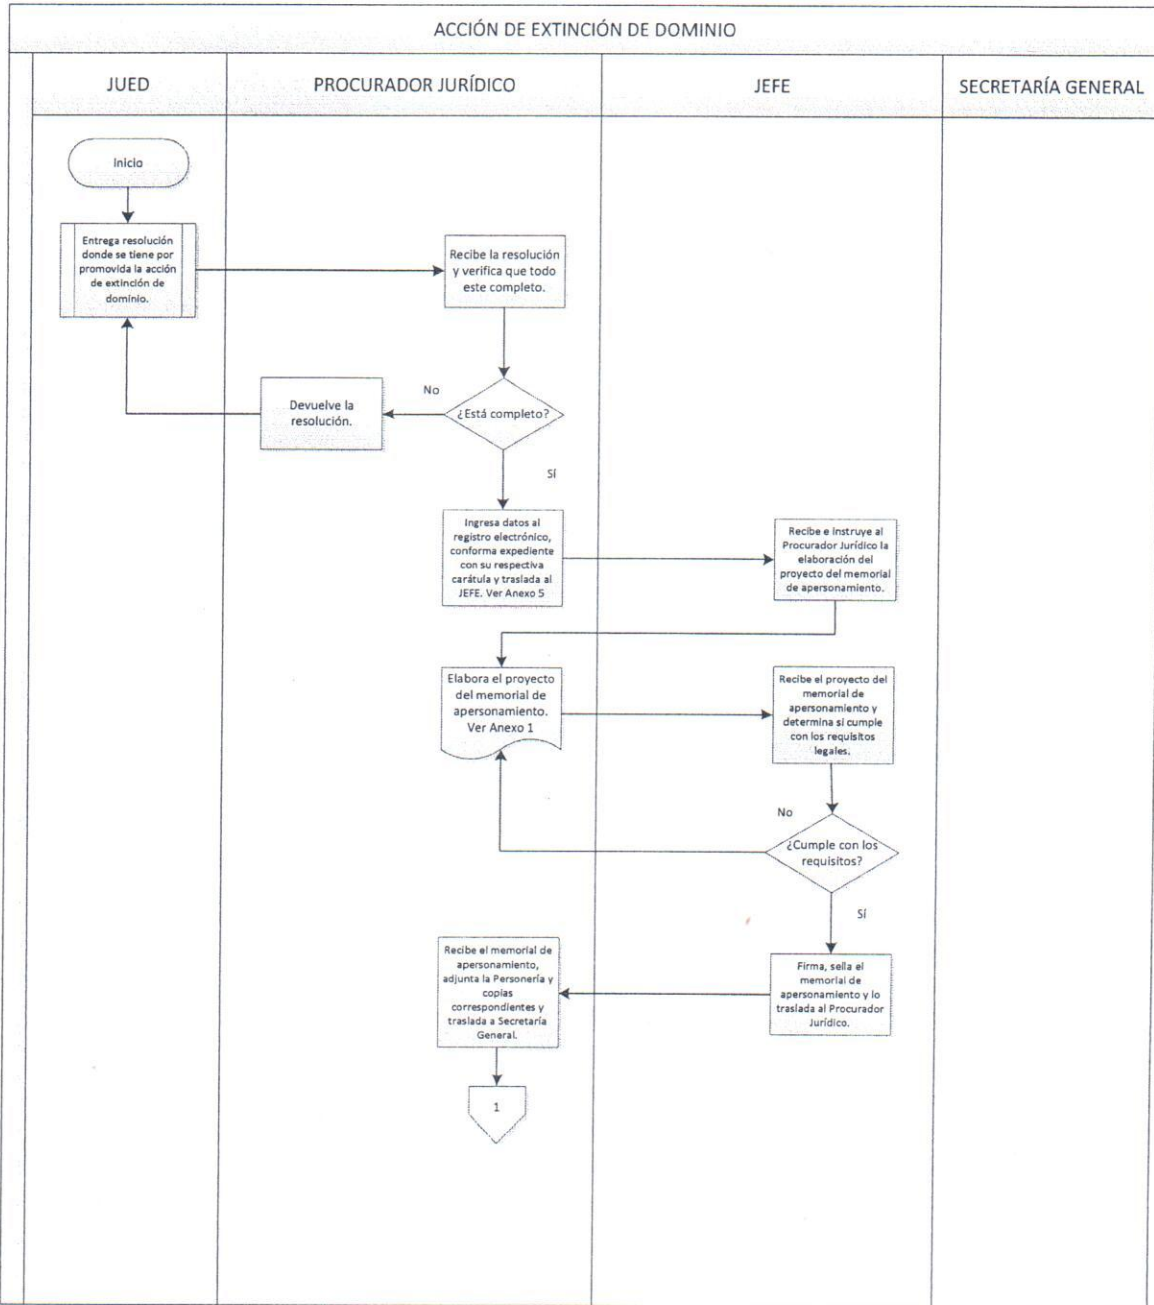 ACCIÓN DE EXTINCIÓN DE DOMINIO
JUED
PROCURADOR JURÍDICO
JEFE
SECRETARÍA GENERAL
Inicio
Entrega resolución
donde se tiene por
promovida la acción
de extinción de
dominio.
Recibe la resolución
y verifica que todo
este completo.
¿Está completo?
No
Devuelve la
resolución.
Sí
Ingresa datos al
registro electrónico,
conforma expediente
con su respectiva
carátula y traslada al
JEFE. Ver Anexo 5
Recibe e instruye al
Procurador Jurídico la
elaboración del
proyecto del memorial
de apersonamiento.
Elabora el proyecto
del memorial de
apersonamiento.
Ver Anexo 1
Recibe el proyecto del
memorial de
apersonamiento y
determina si cumple
con los requisitos
legales.
No
¿Cumple con los
requisitos?
Sí
Firma, sella el
memorial de
apersonamiento y lo
traslada al Procurador
Jurídico.
Recibe el memorial de
apersonamiento,
adjunta la Personería y
copias
correspondientes y
traslada a Secretaría
General.
1